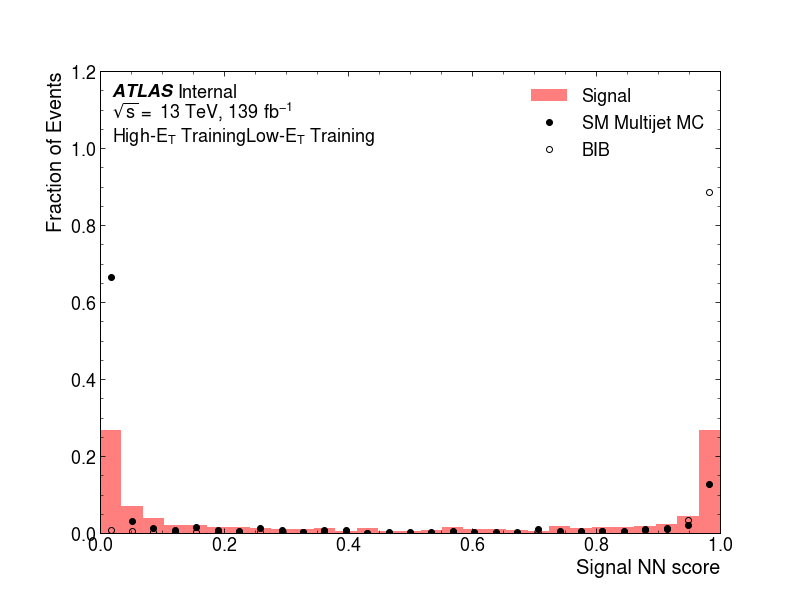 ATLAS Internal
√s = 13 TeV, 139 fb⁻¹
High-E_T TrainingLow-E_T Training
Signal
SM Multijet MC
BIB
Fraction of Events
1.2
1.0
0.8
0.6
0.4
0.2
0.0
0.0 0.2 0.4 0.6 0.8 1.0
Signal NN score